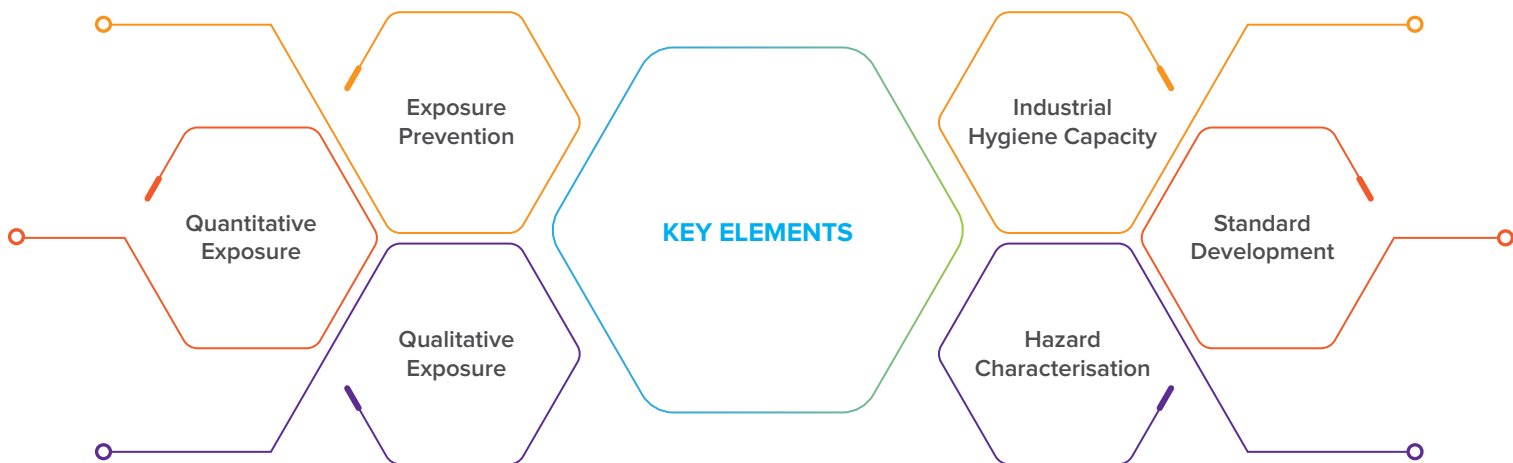 Exposure
Prevention
Quantitative
Exposure
Qualitative
Exposure
KEY ELEMENTS
Industrial
Hygiene Capacity
Standard
Development
Hazard
Characterisation